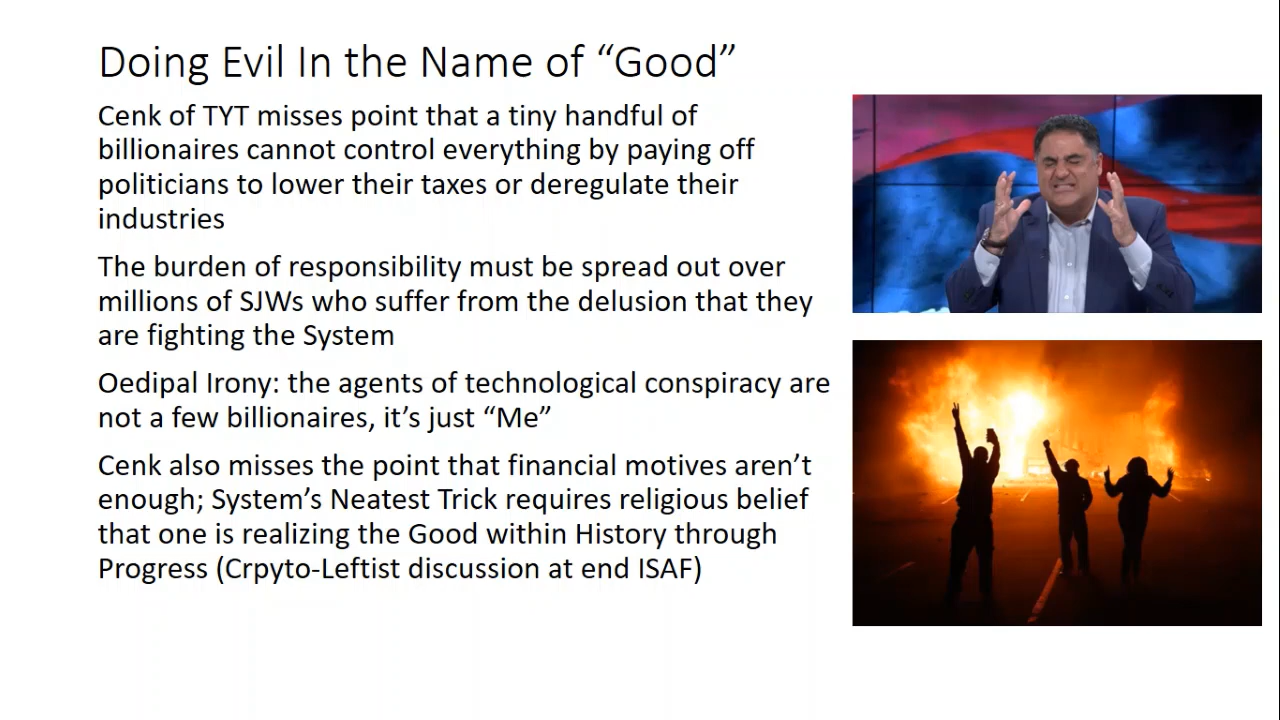 Doing Evil In the Name of “Good”
Cenk of TYT misses point that a tiny handful of
billionaires cannot control everything by paying off
politicians to lower their taxes or deregulate their
industries
The burden of responsibility must be spread out over
millions of SJWs who suffer from the delusion that they
are fighting the System
Oedipal Irony: the agents of technological conspiracy are
not a few billionaires, it’s just “Me”
Cenk also misses the point that financial motives aren’t
enough; System’s Neatest Trick requires religious belief
that one is realizing the Good within History through
Progress (Crpyto-Leftist discussion at end ISAF)